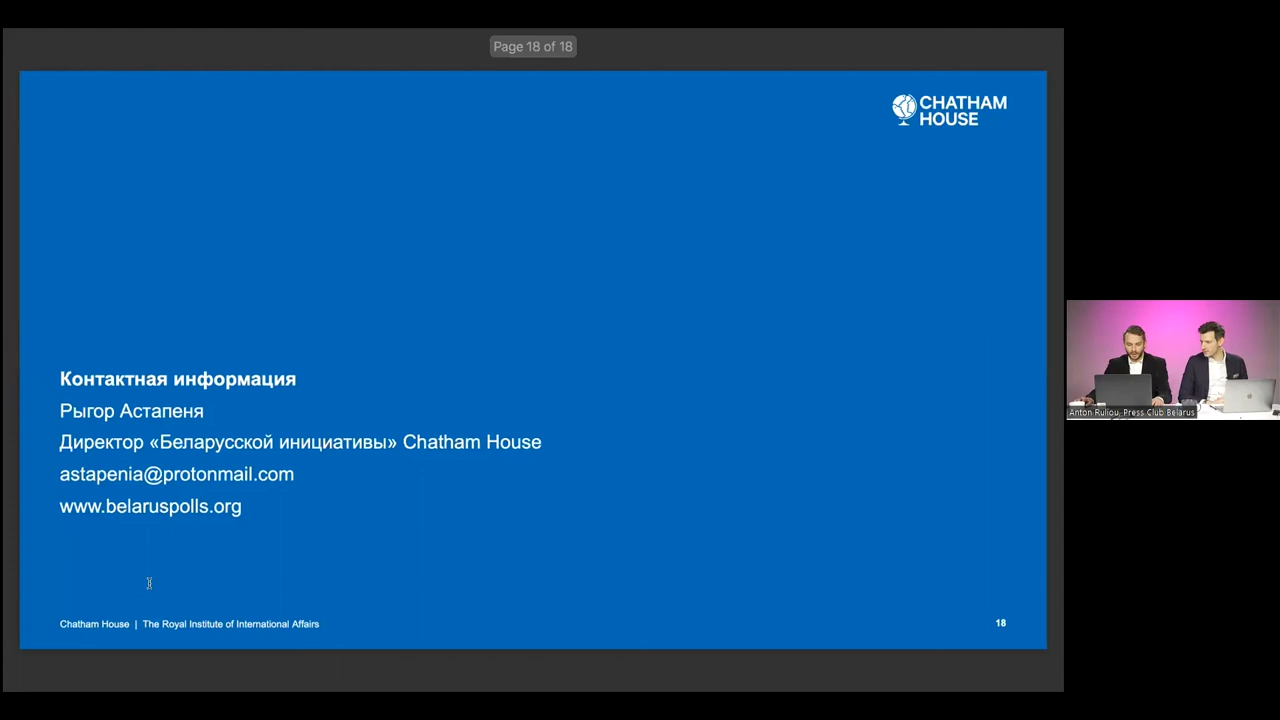 Page 18 of 18
CHATHAM
HOUSE
Контактная информация
Рыгор Астапеня
Директор «Беларусской инициативы» Chatham House
astapenia@protonmail.com
www.belaruspolls.org
Chatham House | The Royal Institute of International Affairs
18
Anton Ruliou, Press Club Belarus